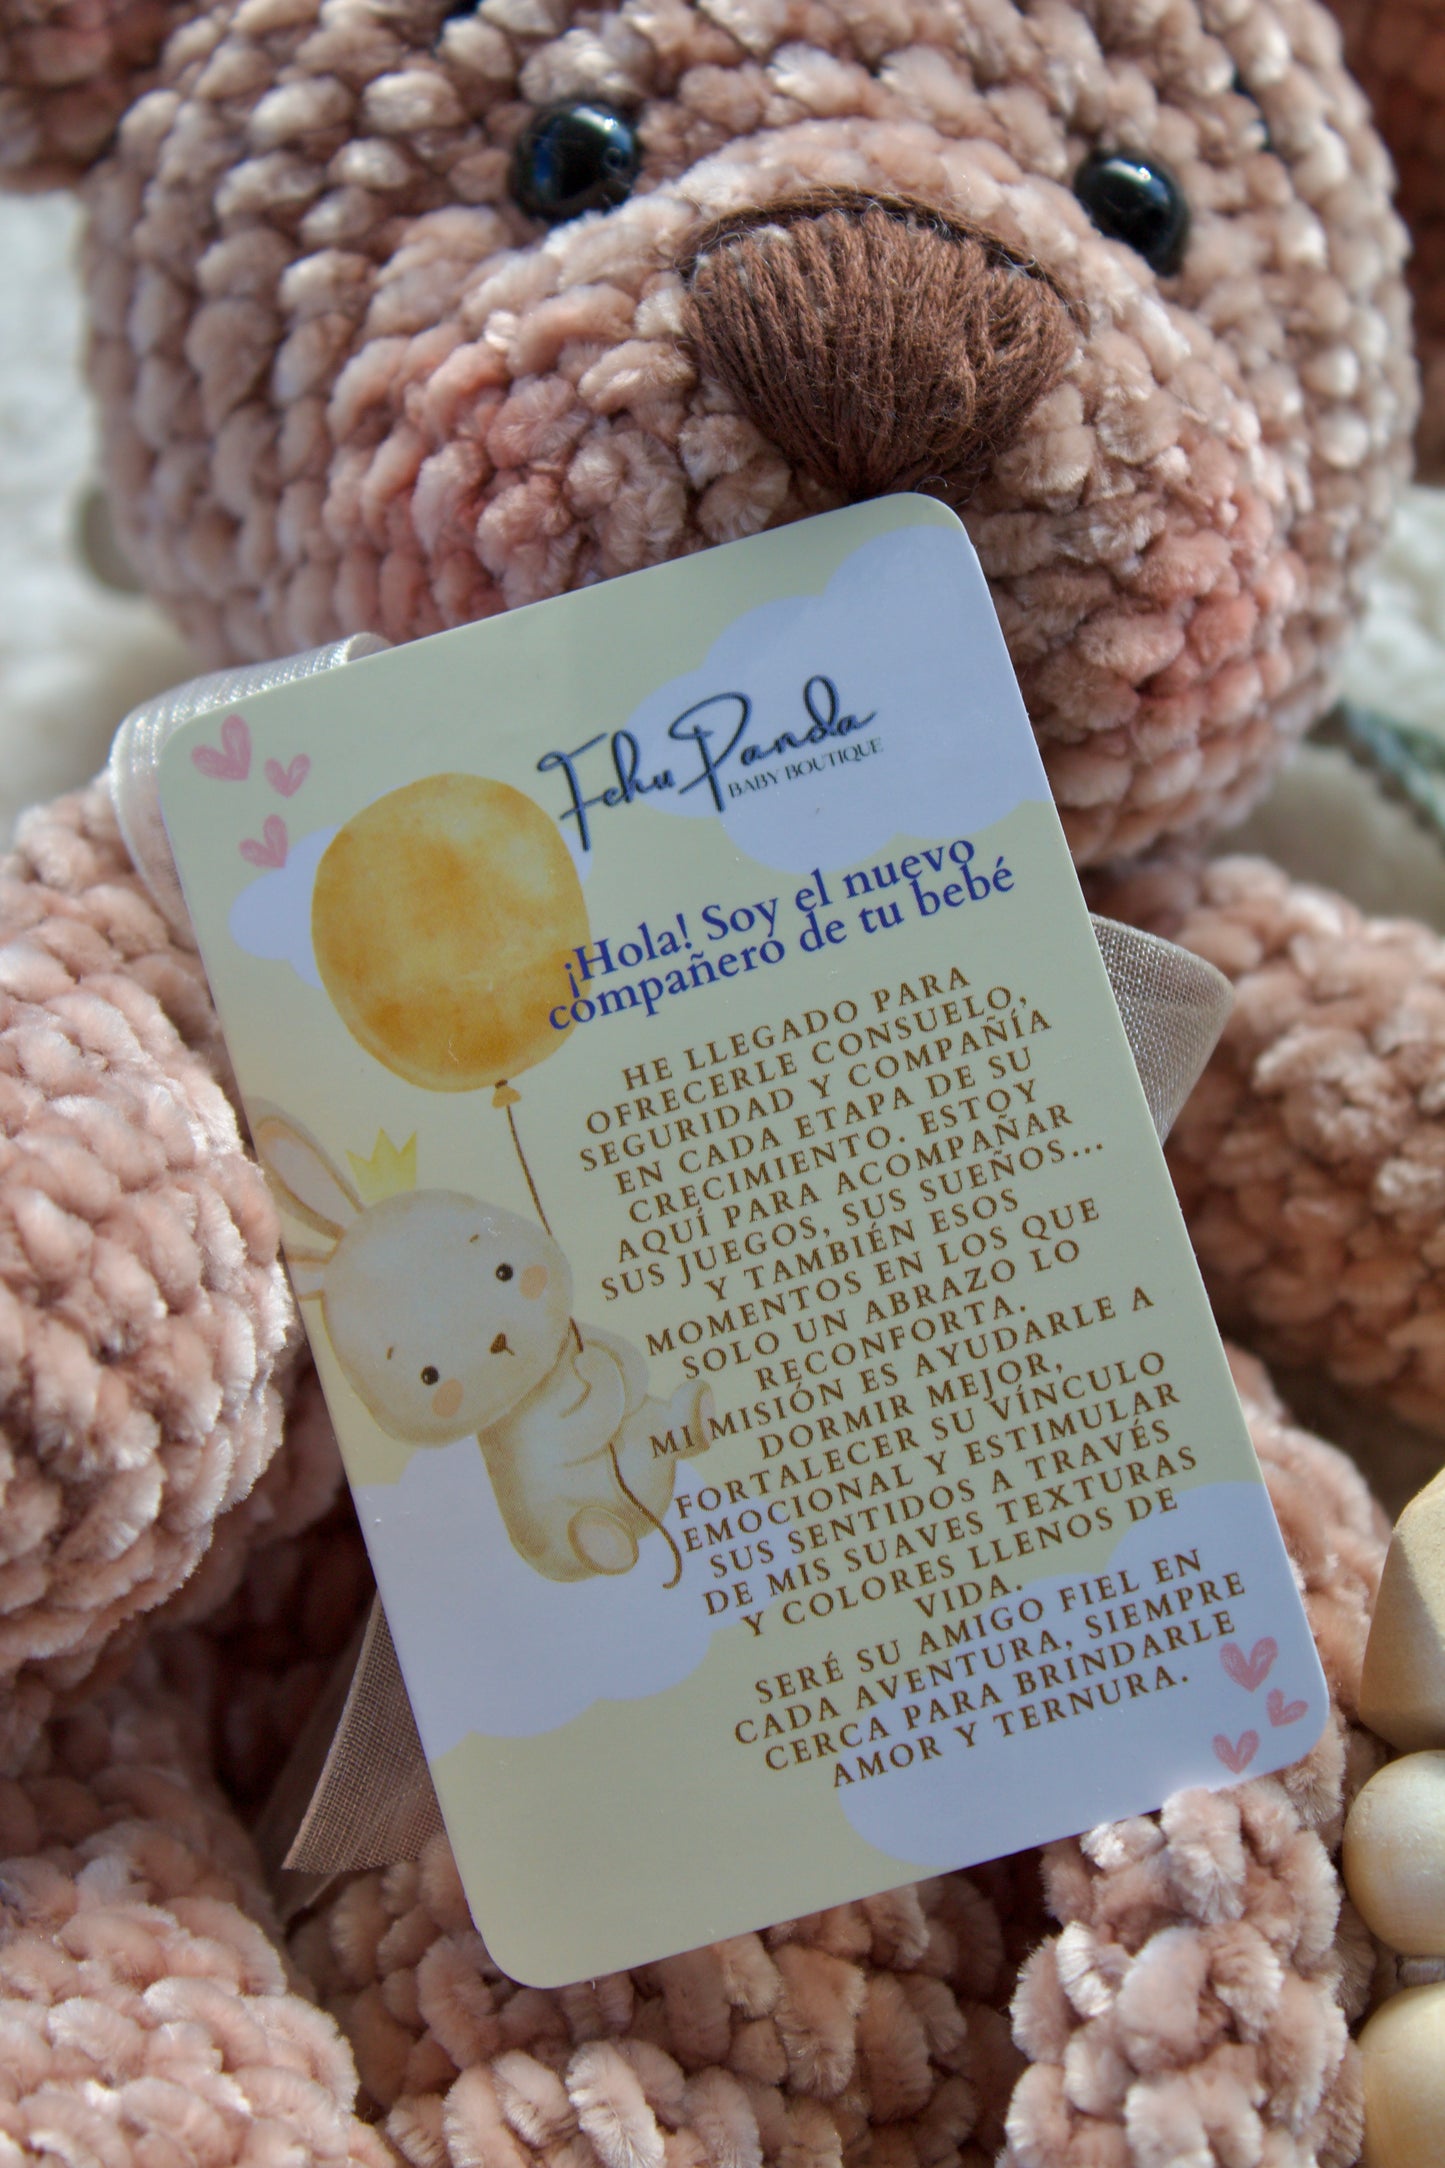 Fehu Panda
BABY BOUTIQUE
¡Hola! Soy el nuevo
compañero de tu bebé
HE LLEGADO PARA
OFRECERLE CONSUELO,
SEGURIDAD Y COMPAÑÍA
EN CADA ETAPA DE SU
CRECIMIENTO. ESTOY
AQUÍ PARA ACOMPAÑAR
SUS JUEGOS, SUS SUEÑOS...
Y TAMBIÉN ESOS
MOMENTOS EN LOS QUE
SOLO UN ABRAZO LO
RECONFORTA.
MI MISIÓN ES AYUDARLE A
DORMIR MEJOR,
FORTALECER SU VÍNCULO
EMOCIONAL Y ESTIMULAR
SUS SENTIDOS A TRAVÉS
DE MIS SUAVES TEXTURAS
Y COLORES LLENOS DE
VIDA.
SERÉ SU AMIGO FIEL EN
CADA AVENTURA, SIEMPRE
CERCA PARA BRINDARLE
AMOR Y TERNURA.